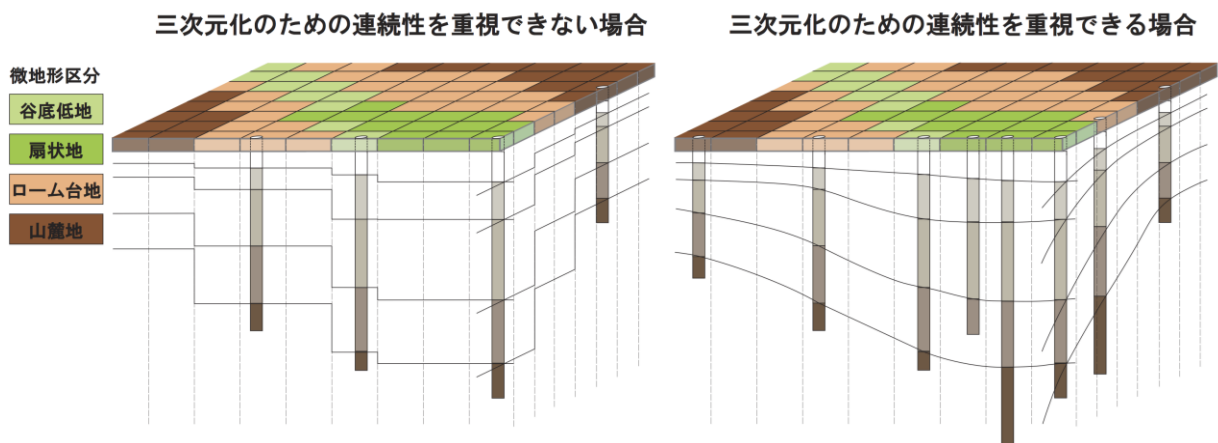 三次元化のための連続性を重視できない場合
三次元化のための連続性を重視できる場合
微地形区分
谷底低地
扇状地
ローム台地
山麓地